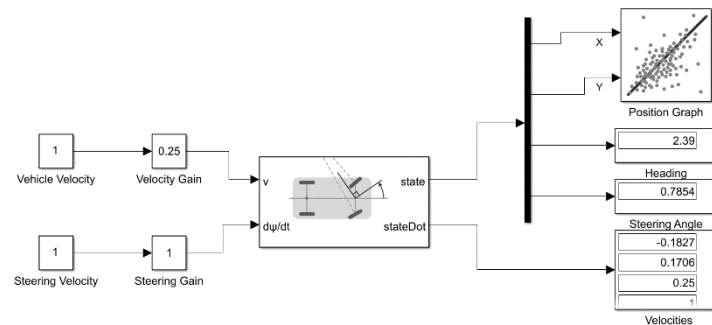 X
Y
Position Graph
2.39
Heading
0.7854
Steering Angle
-0.1827
0.1706
0.25
1
Velocities
1
Vehicle Velocity
0.25
Velocity Gain
1
Steering Velocity
1
Steering Gain
v
dψ/dt
state
stateDot